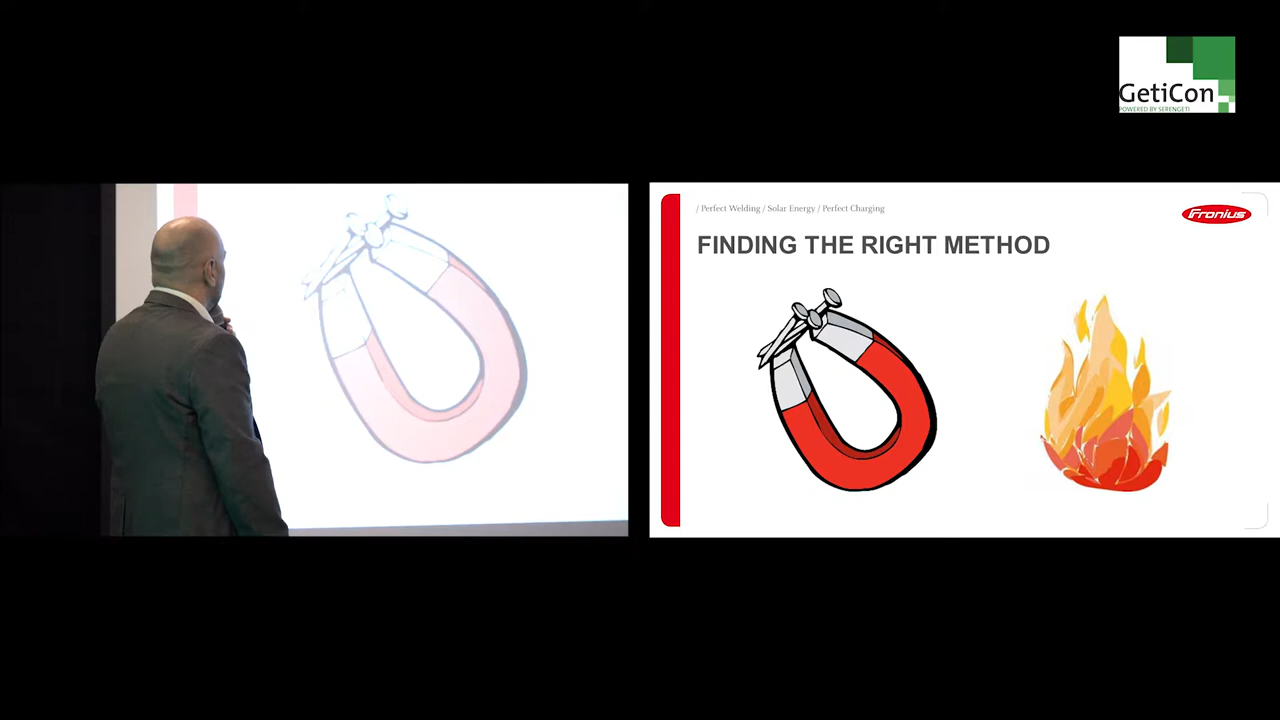 GetiCon
POWERED BY SERENGETI
/ Perfect Welding / Solar Energy / Perfect Charging
Fronius
FINDING THE RIGHT METHOD